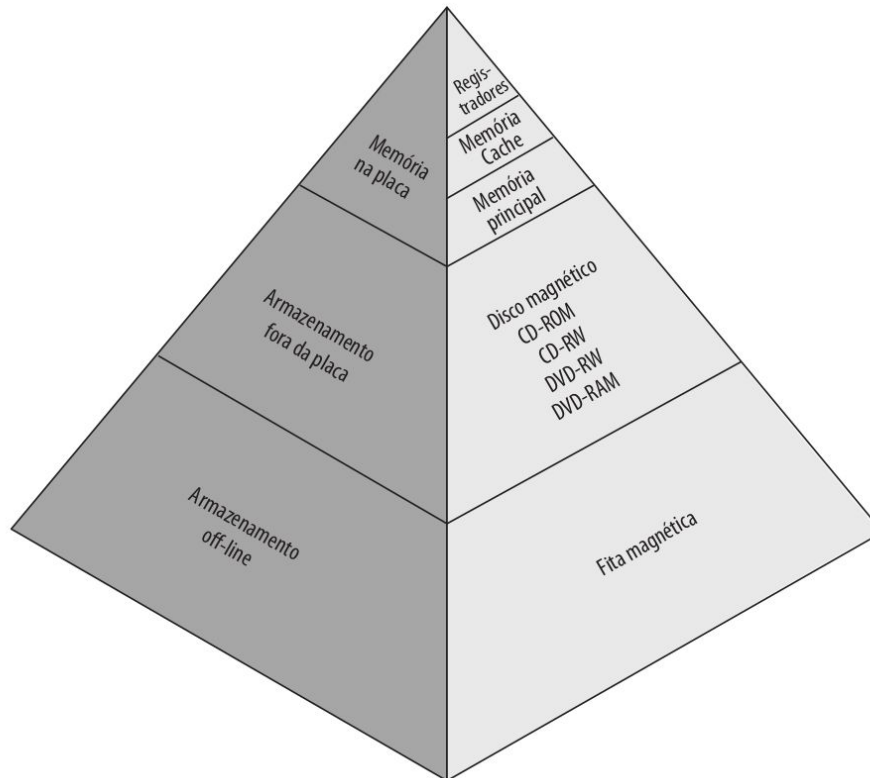 Regis-
tradores
Memória
Cache
Memória
principal
Memória
na placa
Disco magnético
CD-ROM
CD-RW
DVD-RW
DVD-RAM
Armazenamento
fora da placa
Fita magnética
Armazenamento
off-line